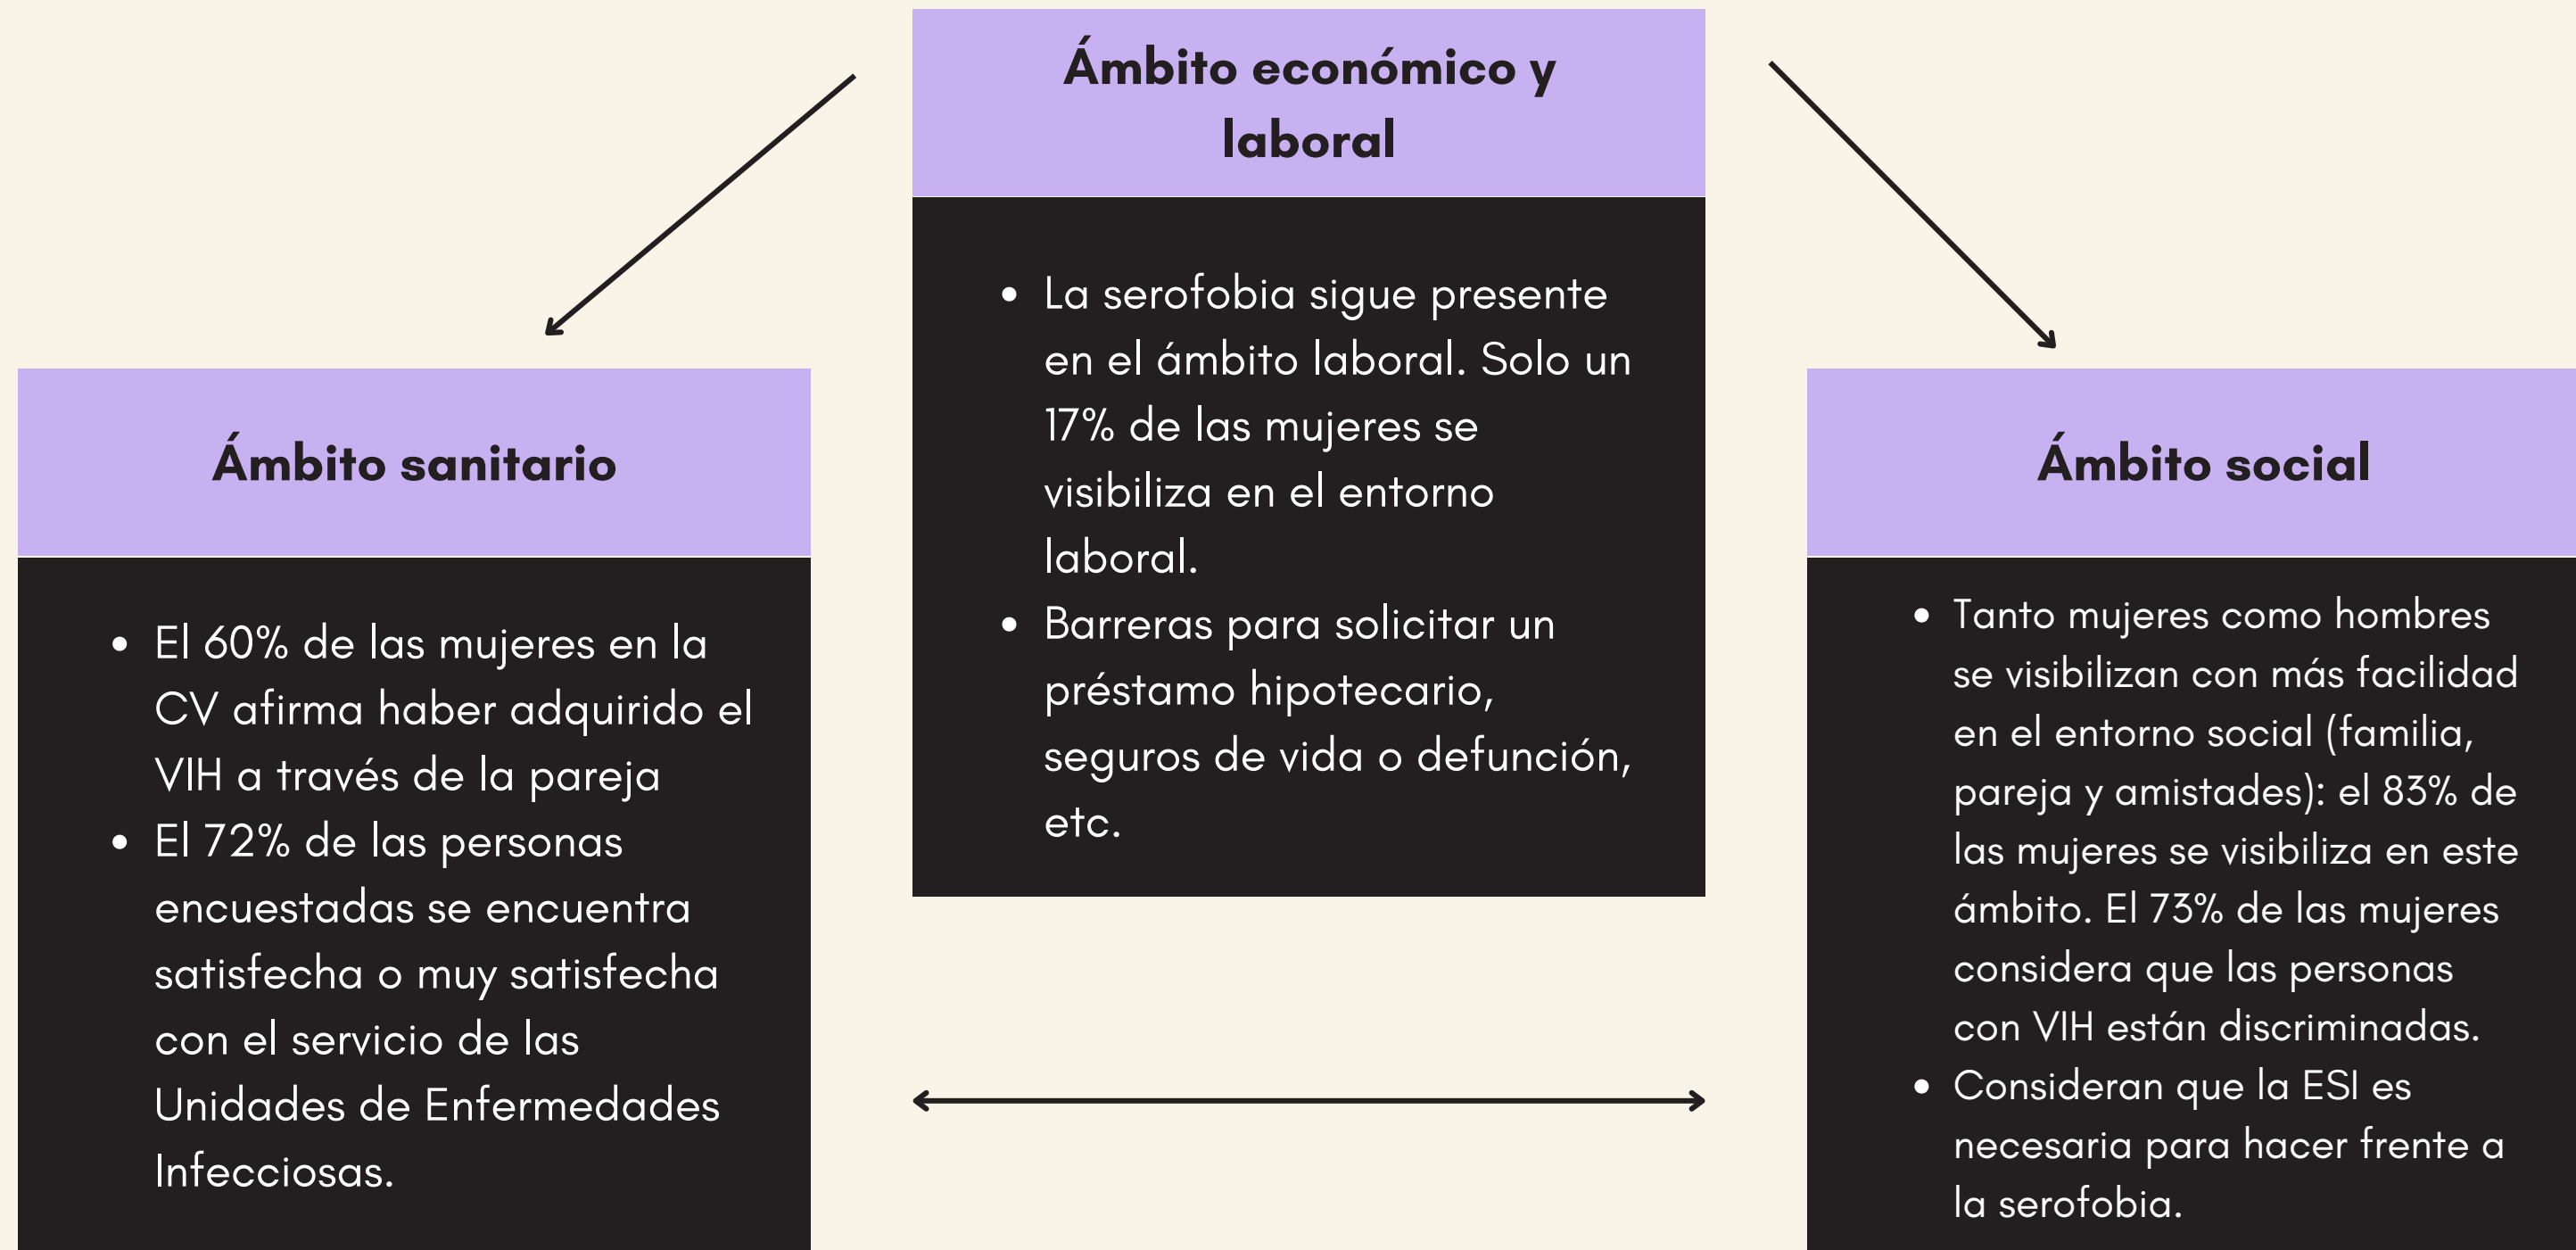 Ámbito económico y
laboral
• La serofobia sigue presente
en el ámbito laboral. Solo un
17% de las mujeres se
visibiliza en el entorno
laboral.
• Barreras para solicitar un
préstamo hipotecario,
seguros de vida o defunción,
etc.
Ámbito sanitario
• El 60% de las mujeres en la
CV afirma haber adquirido el
VIH a través de la pareja
• El 72% de las personas
encuestadas se encuentra
satisfecha o muy satisfecha
con el servicio de las
Unidades de Enfermedades
Infecciosas.
Ámbito social
• Tanto mujeres como hombres
se visibilizan con más facilidad
en el entorno social (familia,
pareja y amistades): el 83% de
las mujeres se visibiliza en este
ámbito. El 73% de las mujeres
considera que las personas
con VIH están discriminadas.
• Consideran que la ESI es
necesaria para hacer frente a
la serofobia.